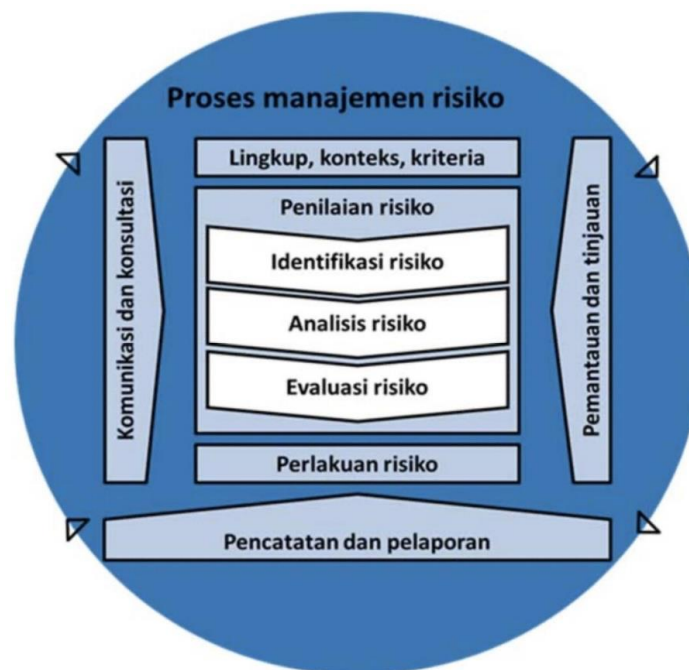 Proses manajemen risiko
Lingkup, konteks, kriteria
Komunikasi dan konsultasi
Penilaian risiko
Identifikasi risiko
Analisis risiko
Evaluasi risiko
Pemantauan dan tinjauan
Perlakuan risiko
Pencatatan dan pelaporan